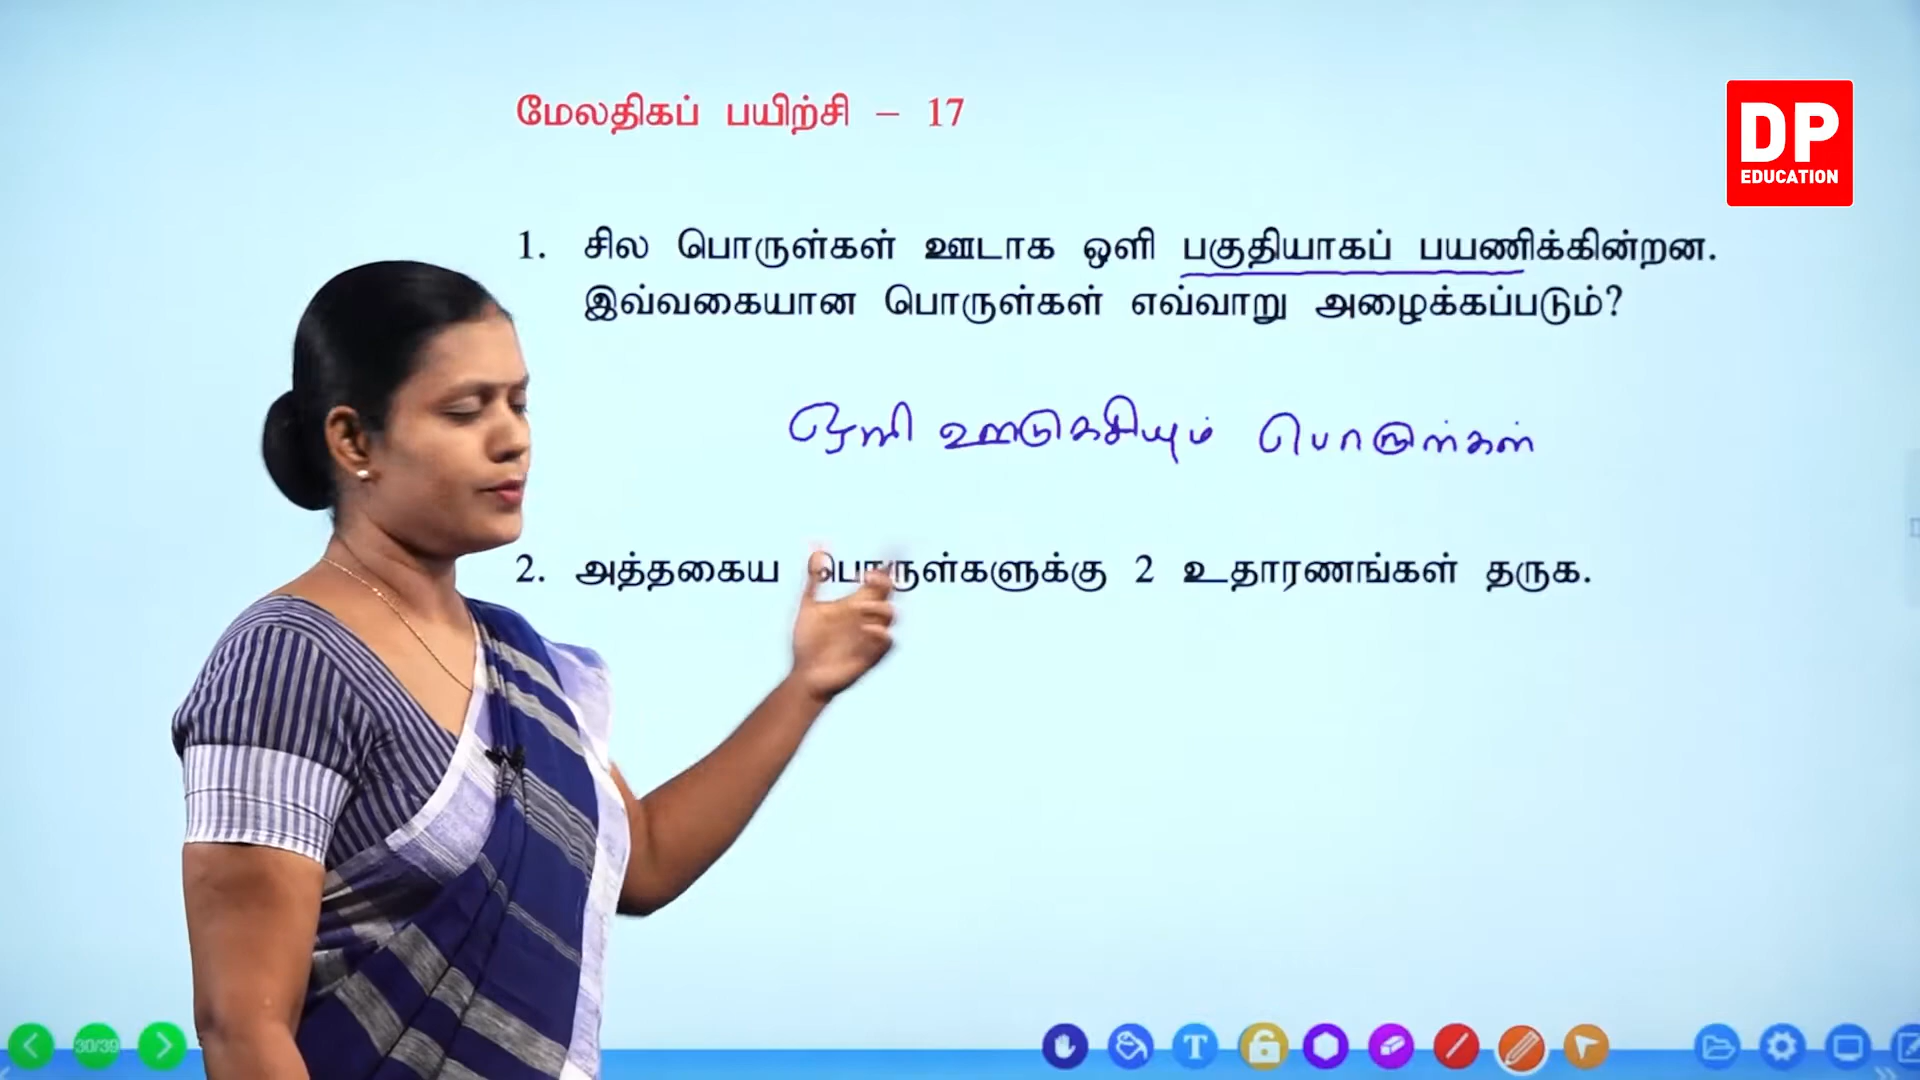 மேலதிகப் பயிற்சி – 17
DP
EDUCATION
1. சில பொருள்கள் ஊடாக ஒளி பகுதியாகப் பயணிக்கின்றன.
இவ்வகையான பொருள்கள் எவ்வாறு அழைக்கப்படும்?
ஒளி ஊடுகசியும் பொருள்கள்
2. அத்தகைய பொருள்களுக்கு 2 உதாரணங்கள் தருக.
30/39
T